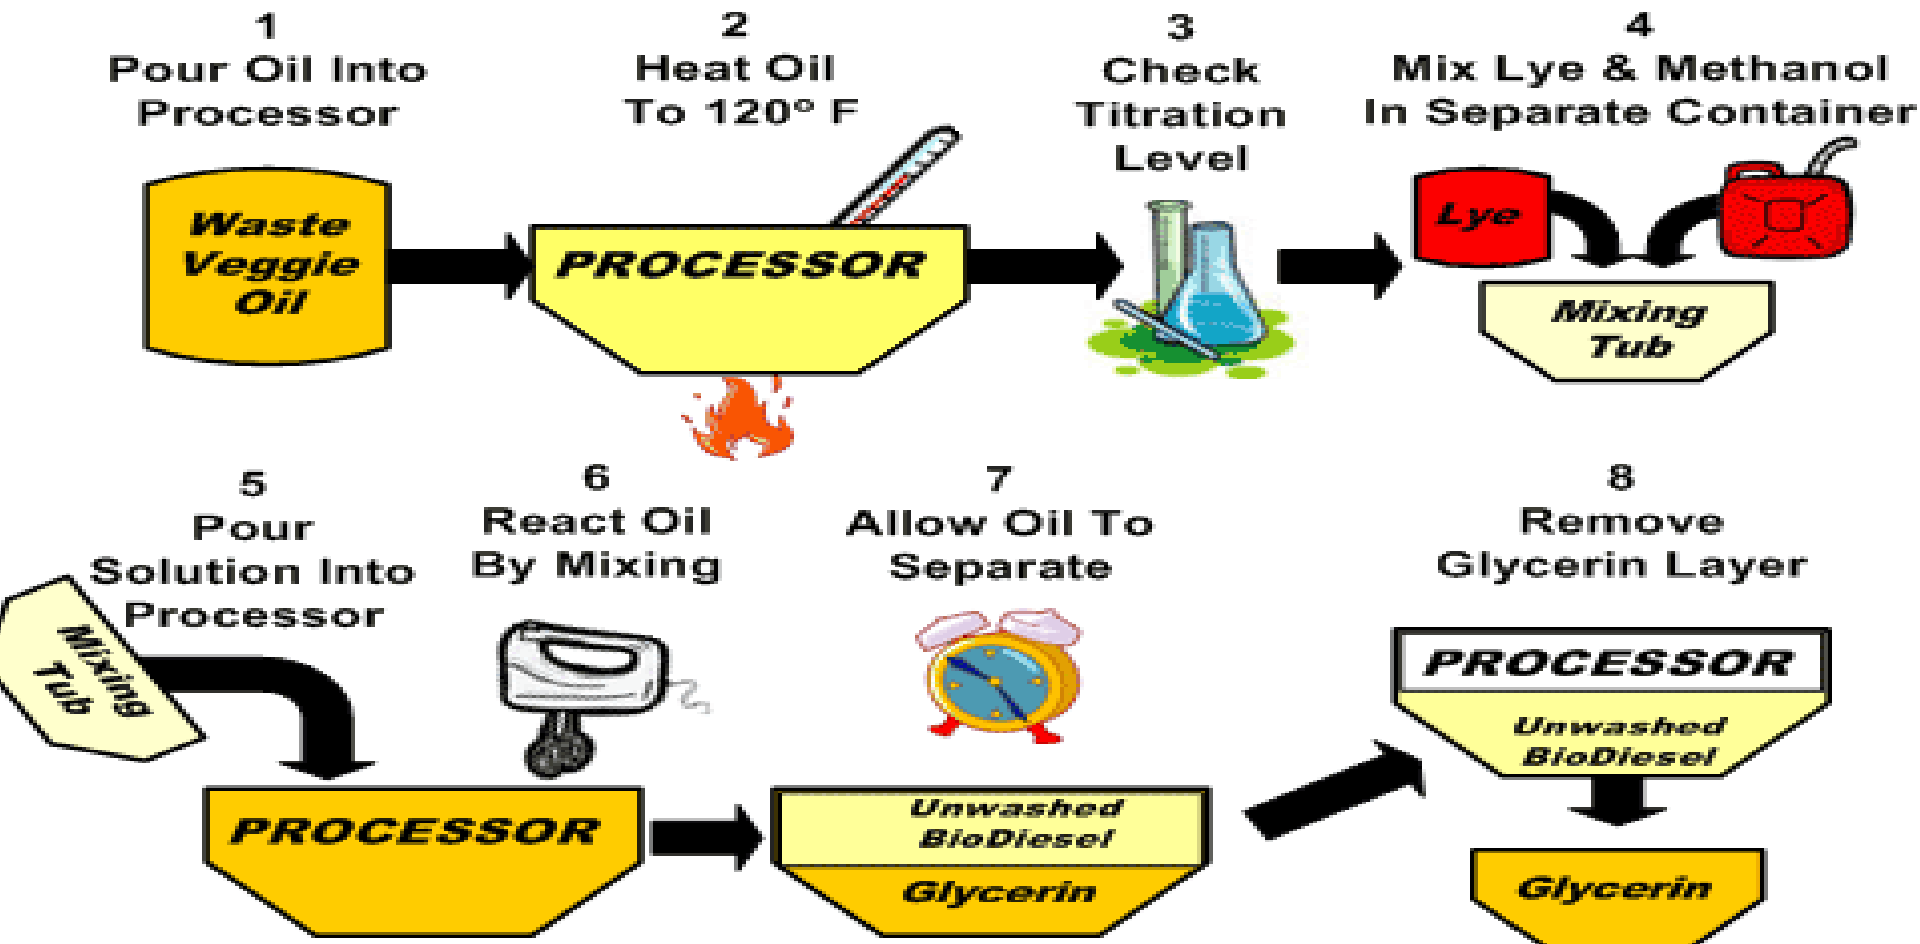 1
Pour Oil Into
Processor
Waste
Veggie
Oil
2
Heat Oil
To 120º F
PROCESSOR
3
Check
Titration
Level
4
Mix Lye & Methanol
In Separate Container
Lye
Mixing
Tub
5
Pour
Solution Into
Processor
Mixing
Tub
PROCESSOR
6
React Oil
By Mixing
7
Allow Oil To
Separate
Unwashed
BioDiesel
Glycerin
8
Remove
Glycerin Layer
PROCESSOR
Unwashed
BioDiesel
Glycerin